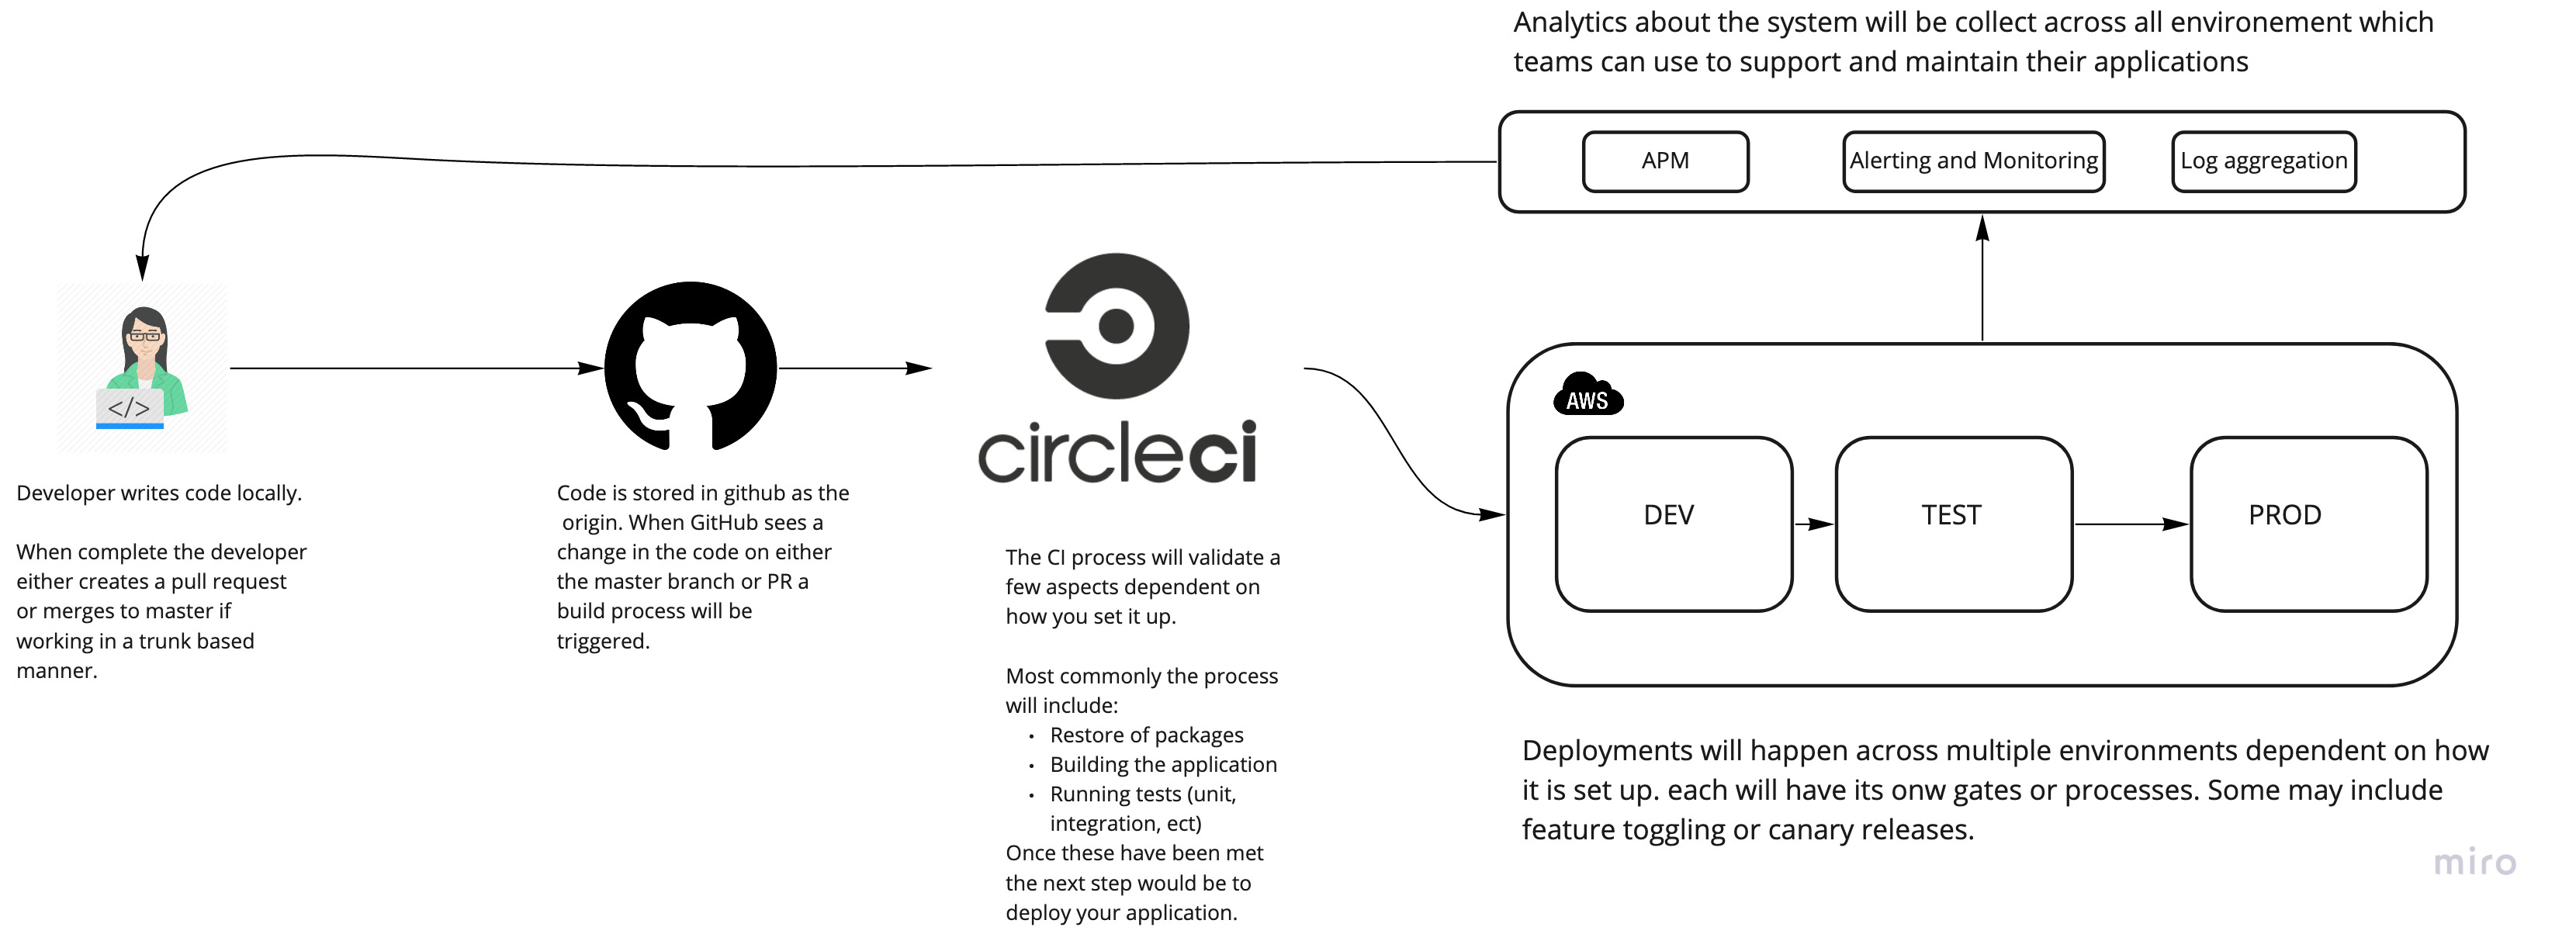 Analytics about the system will be collect across all environement which
teams can use to support and maintain their applications
APM
Alerting and Monitoring
Log aggregation
</>
circleci
AWS
DEV
TEST
PROD
Developer writes code locally.
When complete the developer
either creates a pull request
or merges to master if
working in a trunk based
manner.
Code is stored in github as the
origin. When GitHub sees a
change in the code on either
the master branch or PR a
build process will be
triggered.
The CI process will validate a
few aspects dependent on
how you set it up.
Most commonly the process
will include:
• Restore of packages
• Building the application
• Running tests (unit,
integration, ect)
Once these have been met
the next step would be to
deploy your application.
Deployments will happen across multiple environments dependent on how
it is set up. each will have its onw gates or processes. Some may include
feature toggling or canary releases.
miro